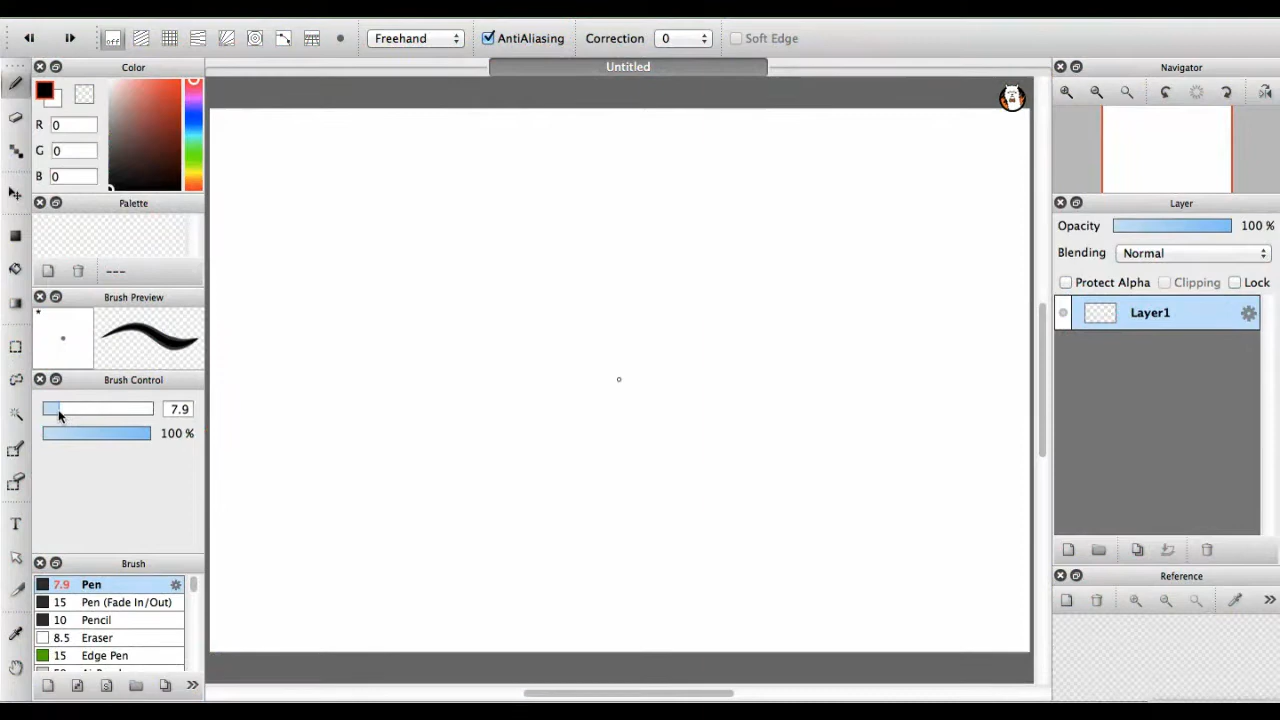 off Freehand AntiAliasing Correction 0 Soft Edge
Untitled
Color
R 0
G 0
B 0
Palette
---
Brush Preview
*
Brush Control
7.9
100 %
Brush
7.9 Pen
15 Pen (Fade In/Out)
10 Pencil
8.5 Eraser
15 Edge Pen
S
T
Navigator
Layer
Opacity 100 %
Blending Normal
Protect Alpha Clipping Lock
Layer1
Reference